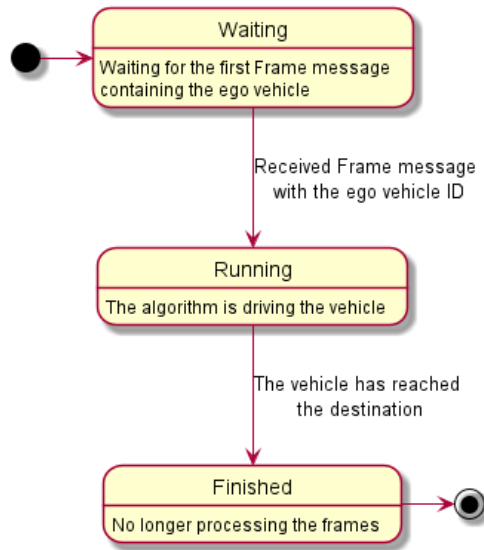 Waiting
Waiting for the first Frame message
containing the ego vehicle
Received Frame message
with the ego vehicle ID
Running
The algorithm is driving the vehicle
The vehicle has reached
the destination
Finished
No longer processing the frames